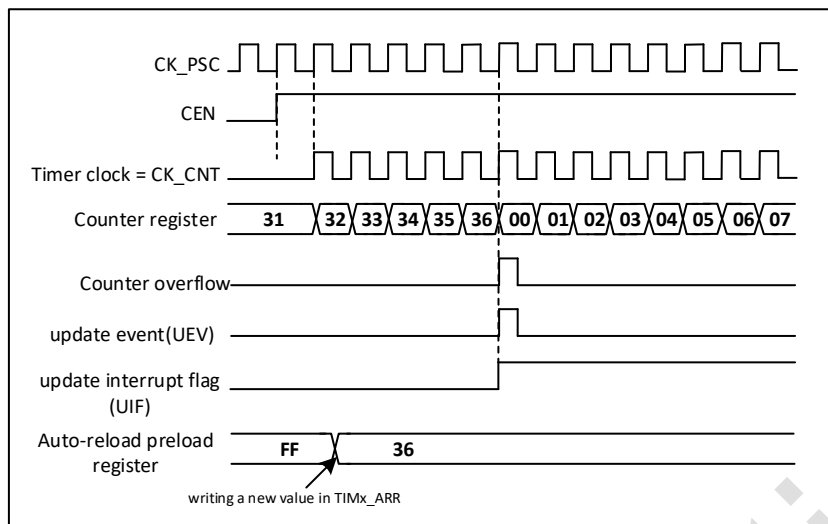 CK_PSC
CEN
Timer clock = CK_CNT
Counter register 31 32 33 34 35 36 00 01 02 03 04 05 06 07
Counter overflow
update event(UEV)
update interrupt flag
(UIF)
Auto-reload preload
register
FF 36
writing a new value in TIMx_ARR